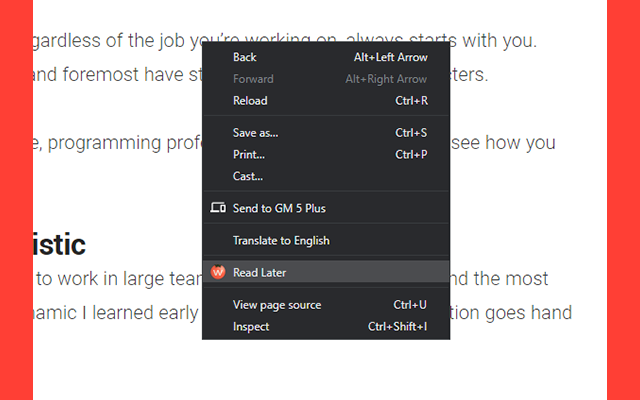 gardless of the job you're working on, always starts with you.
and foremost have st cters.
e, programming prof see how you
istic
to work in large tea nd the most
namic I learned early tion goes hand
Back Alt+Left Arrow
Forward Alt+Right Arrow
Reload Ctrl+R
Save as... Ctrl+S
Print... Ctrl+P
Cast...
Send to GM 5 Plus
Translate to English
Read Later
View page source Ctrl+U
Inspect Ctrl+Shift+I